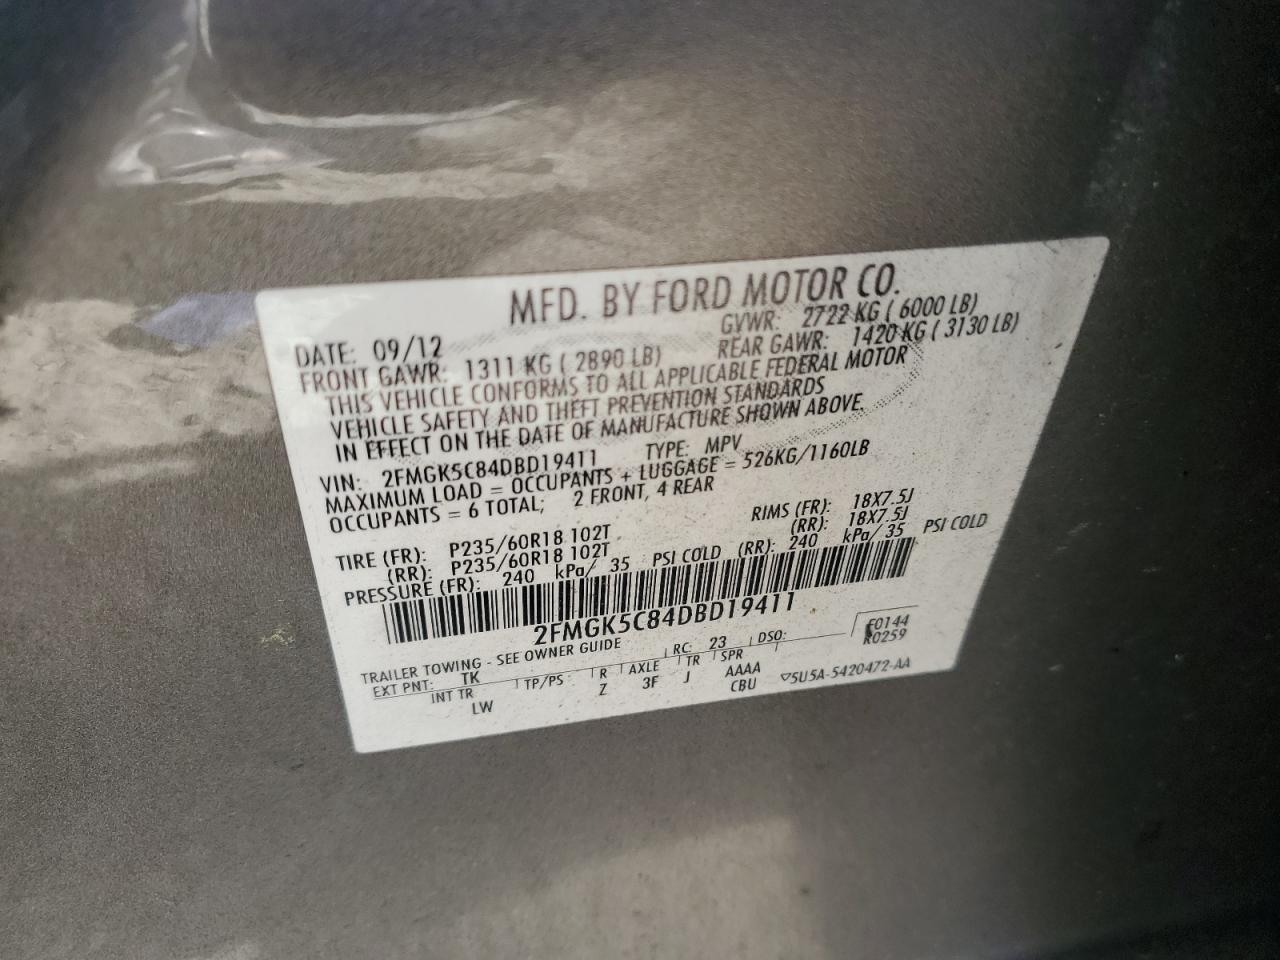 MFD. BY FORD MOTOR CO.
DATE: 09/12 GVWR: 2722 KG ( 6000 LB)
FRONT GAWR: 1311 KG ( 2890 LB) REAR GAWR: 1420 KG ( 3130 LB)
THIS VEHICLE CONFORMS TO ALL APPLICABLE FEDERAL MOTOR
VEHICLE SAFETY AND THEFT PREVENTION STANDARDS
IN EFFECT ON THE DATE OF MANUFACTURE SHOWN ABOVE.
VIN: 2FMGK5C84DBD19411 TYPE: MPV
MAXIMUM LOAD = OCCUPANTS + LUGGAGE = 526KG/1160LB
OCCUPANTS = 6 TOTAL; 2 FRONT, 4 REAR
TIRE (FR): P235/60R18 102T RIMS (FR): 18X7.5J
(RR): P235/60R18 102T (RR): 18X7.5J
PRESSURE (FR): 240 kPa/ 35 PSI COLD (RR): 240 kPa/35 PSI COLD
2FMGK5C84DBD19411
F0144
R0259
TRAILER TOWING - SEE OWNER GUIDE RC: 23 DSO:
EXT PNT: TK
INT TR TP/PS R AXLE TR SPR
LW Z 3F J AAAA
CBU ▽5U5A-5420472-AA